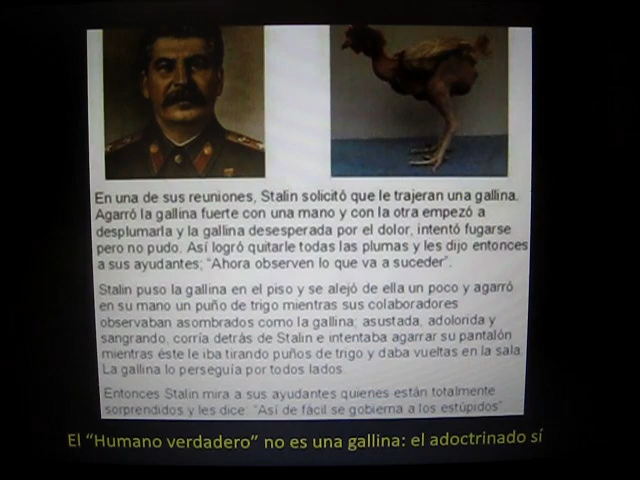 En una de sus reuniones, Stalin solicitó que le trajeran una gallina.
Agarró la gallina fuerte con una mano y con la otra empezó a
desplumarla y la gallina desesperada por el dolor, intentó fugarse
pero no pudo. Así logró quitarle todas las plumas y les dijo entonces
a sus ayudantes; "Ahora observen lo que va a suceder".
Stalin puso la gallina en el piso y se alejó de ella un poco y agarró
en su mano un puño de trigo mientras sus colaboradores
observaban asombrados como la gallina, asustada, adolorida y
sangrando, corría detrás de Stalin e intentaba agarrar su pantalón
mientras éste le iba tirando puños de trigo y daba vueltas en la sala.
La gallina lo perseguía por todos lados.
Entonces Stalin mira a sus ayudantes quienes están totalmente
sorprendidos y les dice: "Así de fácil se gobierna a los estúpidos"
El "Humano verdadero" no es una gallina: el adoctrinado sí